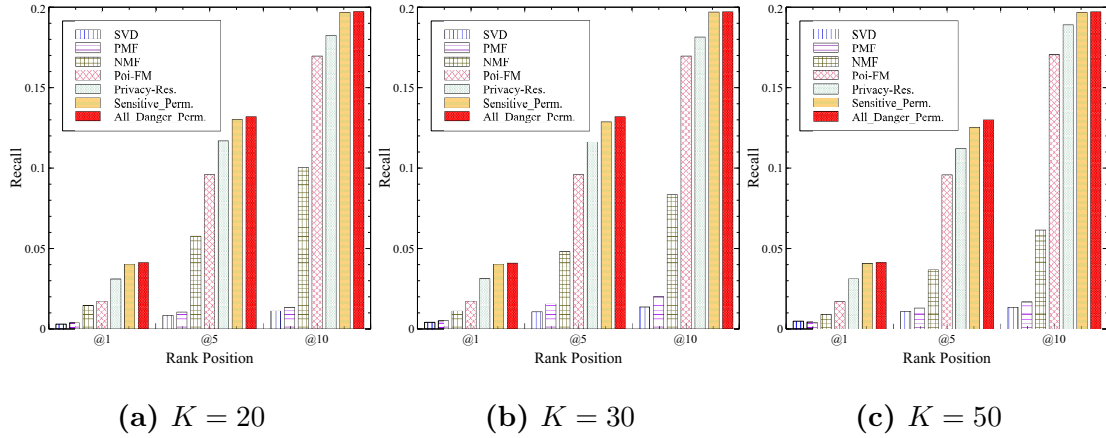 0.2
0.15
0.1
0.05
0
Recall
SVD
PMF
NMF
Poi-FM
Privacy-Res.
Sensitive_Perm.
All_Danger_Perm.
@1
@5
@10
Rank Position
(a) K = 20
0.2
0.15
0.1
0.05
0
Recall
SVD
PMF
NMF
Poi-FM
Privacy-Res.
Sensitive_Perm.
All_Danger_Perm.
@1
@5
@10
Rank Position
(b) K = 30
0.2
0.15
0.1
0.05
0
Recall
SVD
PMF
NMF
Poi-FM
Privacy-Res.
Sensitive_Perm.
All_Danger_Perm.
@1
@5
@10
Rank Position
(c) K = 50